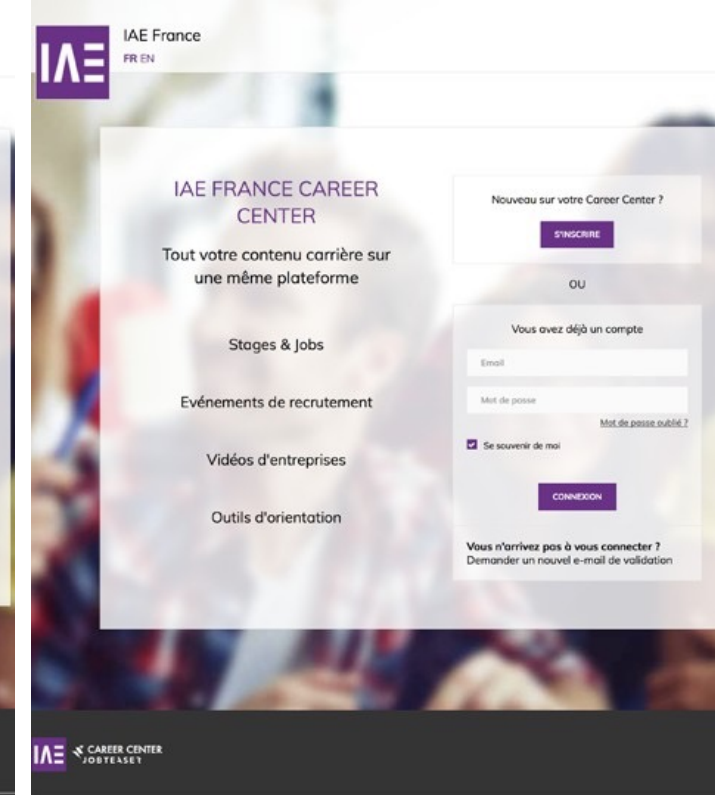 IAE
IAE France
FR EN
IAE FRANCE CAREER
CENTER
Tout votre contenu carrière sur
une même plateforme
Stages & Jobs
Evénements de recrutement
Vidéos d'entreprises
Outils d'orientation
Nouveau sur votre Career Center ?
S'INSCRIRE
OU
Vous avez déjà un compte
Email
Mot de passe
Mot de passe oublié ?
Se souvenir de moi
CONNEXION
Vous n'arrivez pas à vous connecter ?
Demander un nouvel e-mail de validation
IAE
CAREER CENTER
JOBTEASER